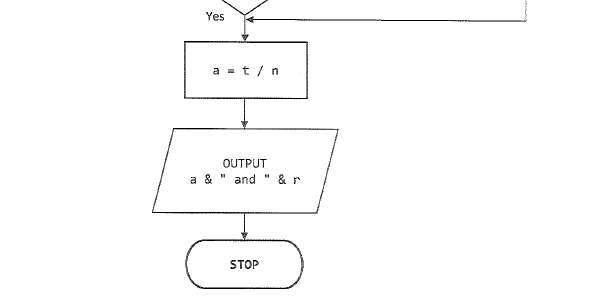 Yes
a = t / n
OUTPUT
a & " and " & r
STOP